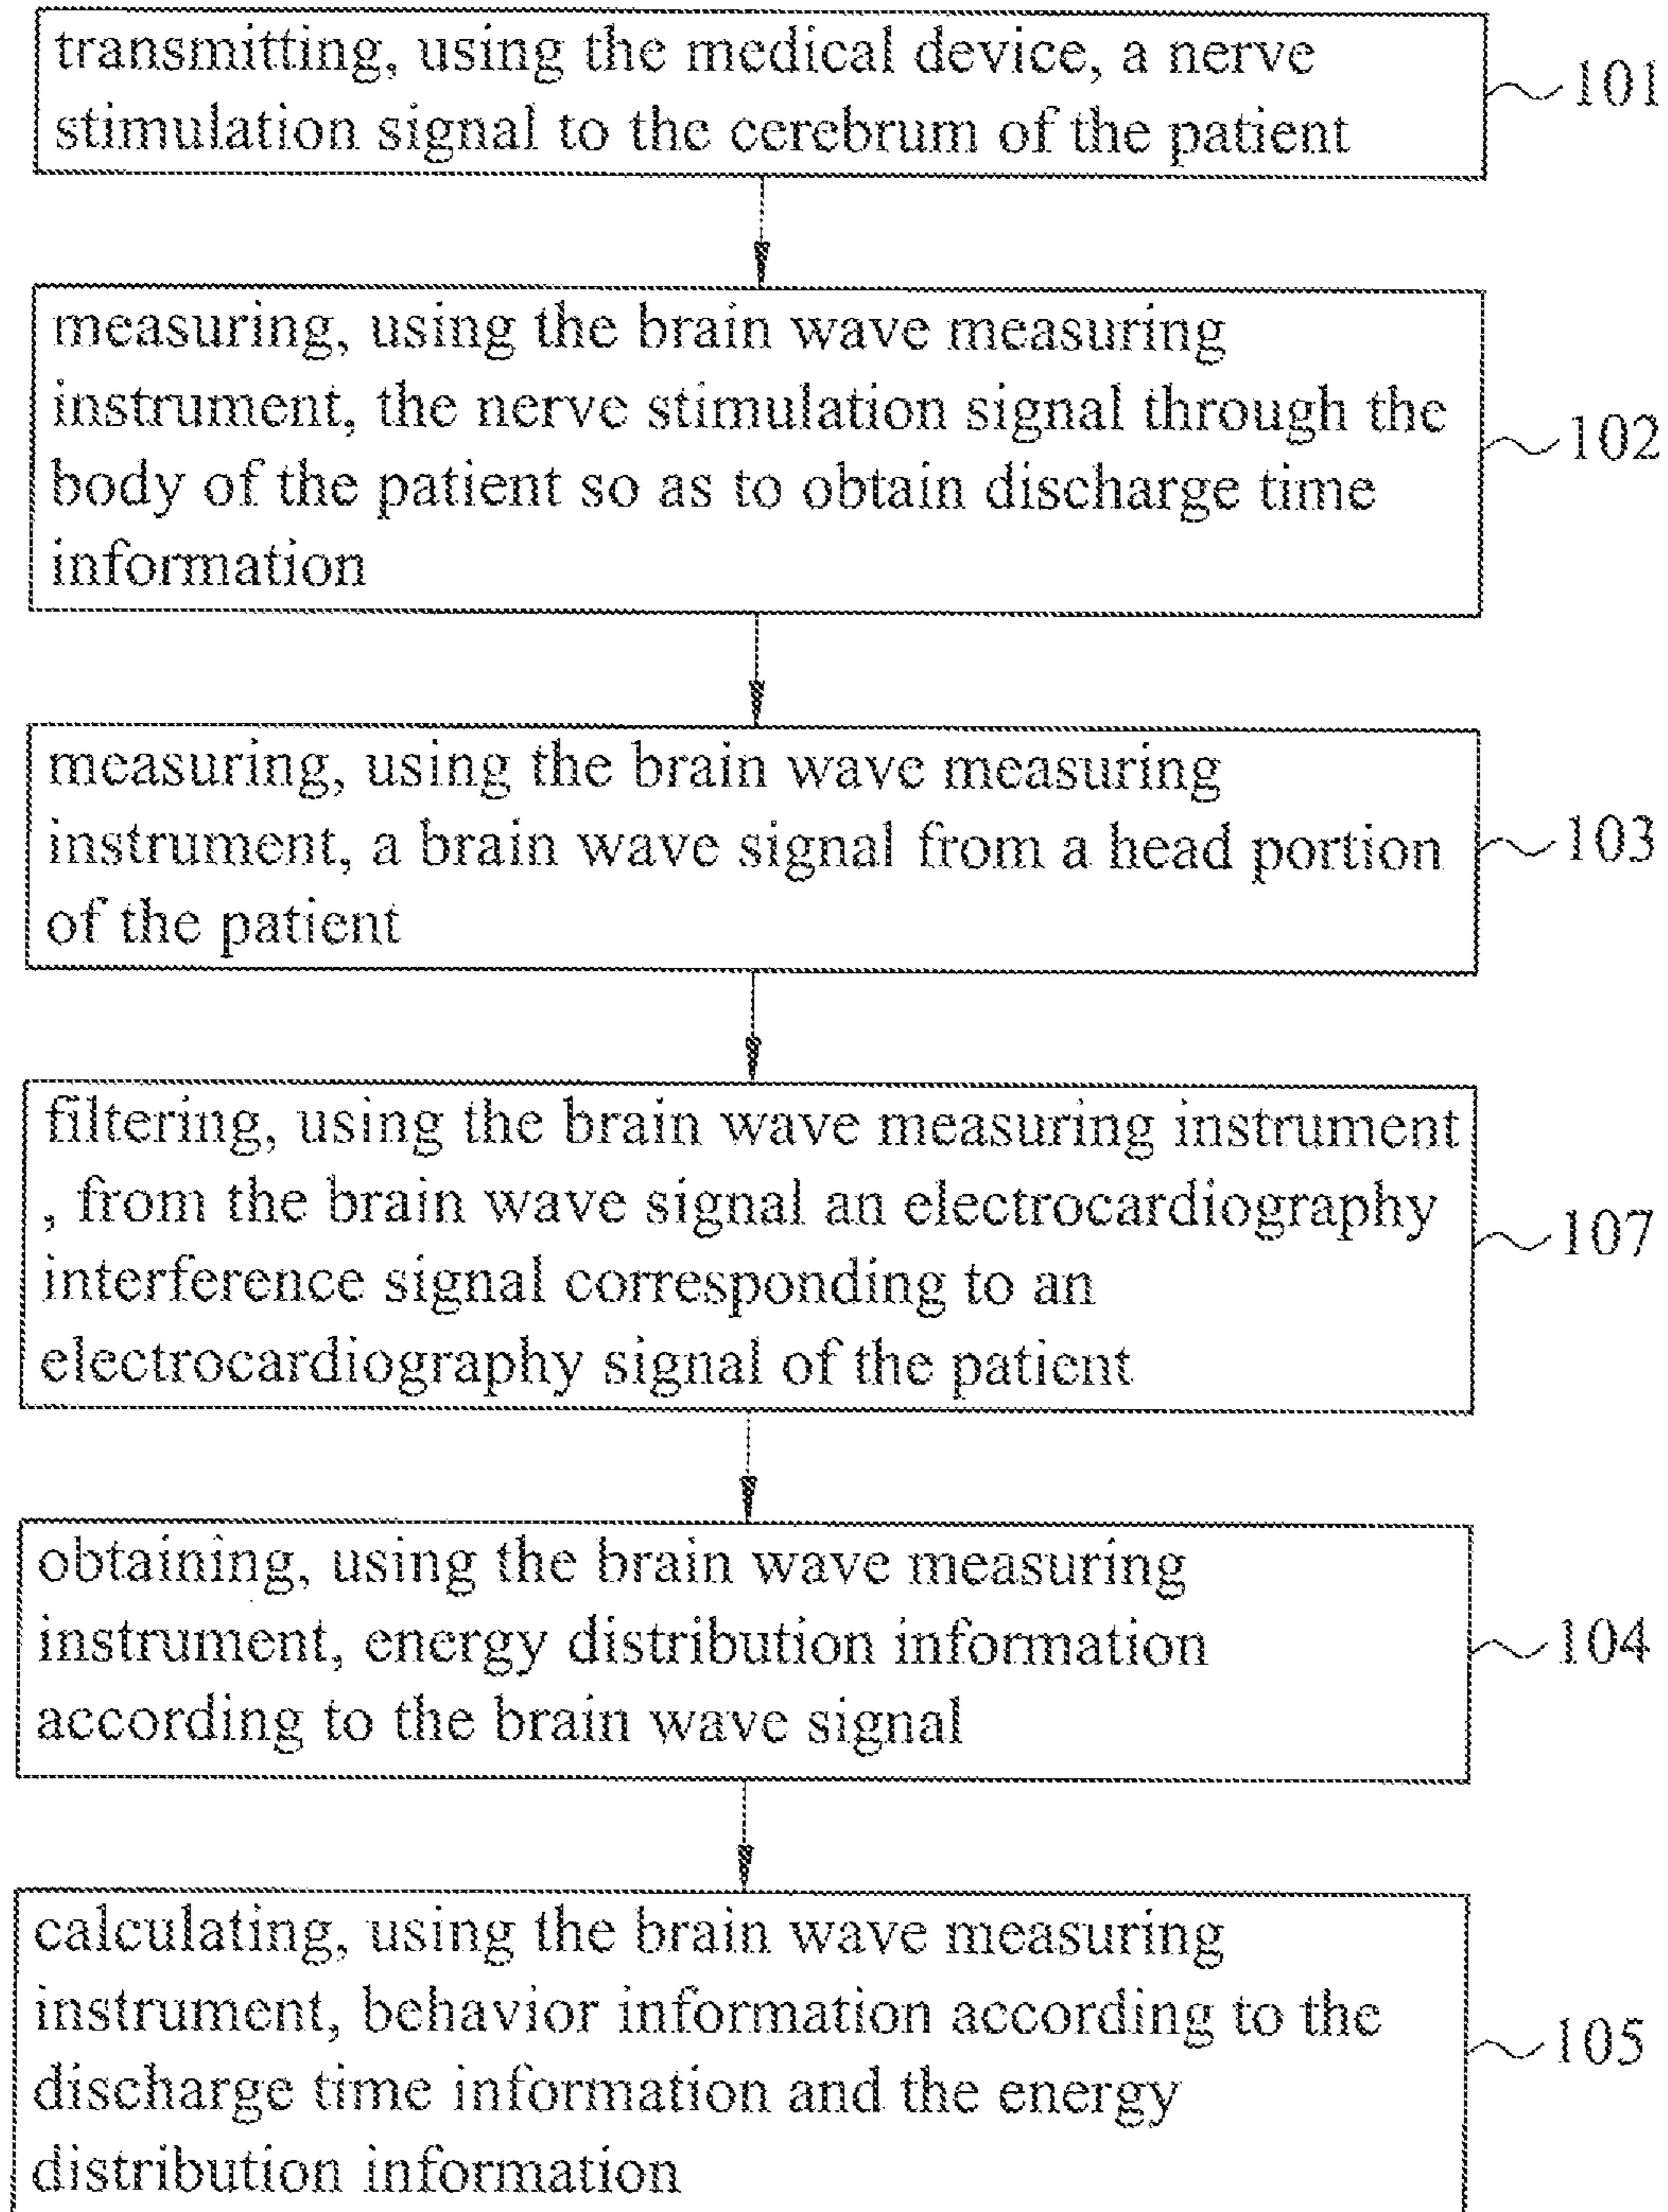 transmitting, using the medical device, a nerve
stimulation signal to the cerebrum of the patient
101
measuring, using the brain wave measuring
instrument, the nerve stimulation signal through the
body of the patient so as to obtain discharge time
information
102
measuring, using the brain wave measuring
instrument, a brain wave signal from a head portion
of the patient
103
filtering, using the brain wave measuring instrument
, from the brain wave signal an electrocardiography
interference signal corresponding to an
electrocardiography signal of the patient
107
obtaining, using the brain wave measuring
instrument, energy distribution information
according to the brain wave signal
104
calculating, using the brain wave measuring
instrument, behavior information according to the
discharge time information and the energy
distribution information
105